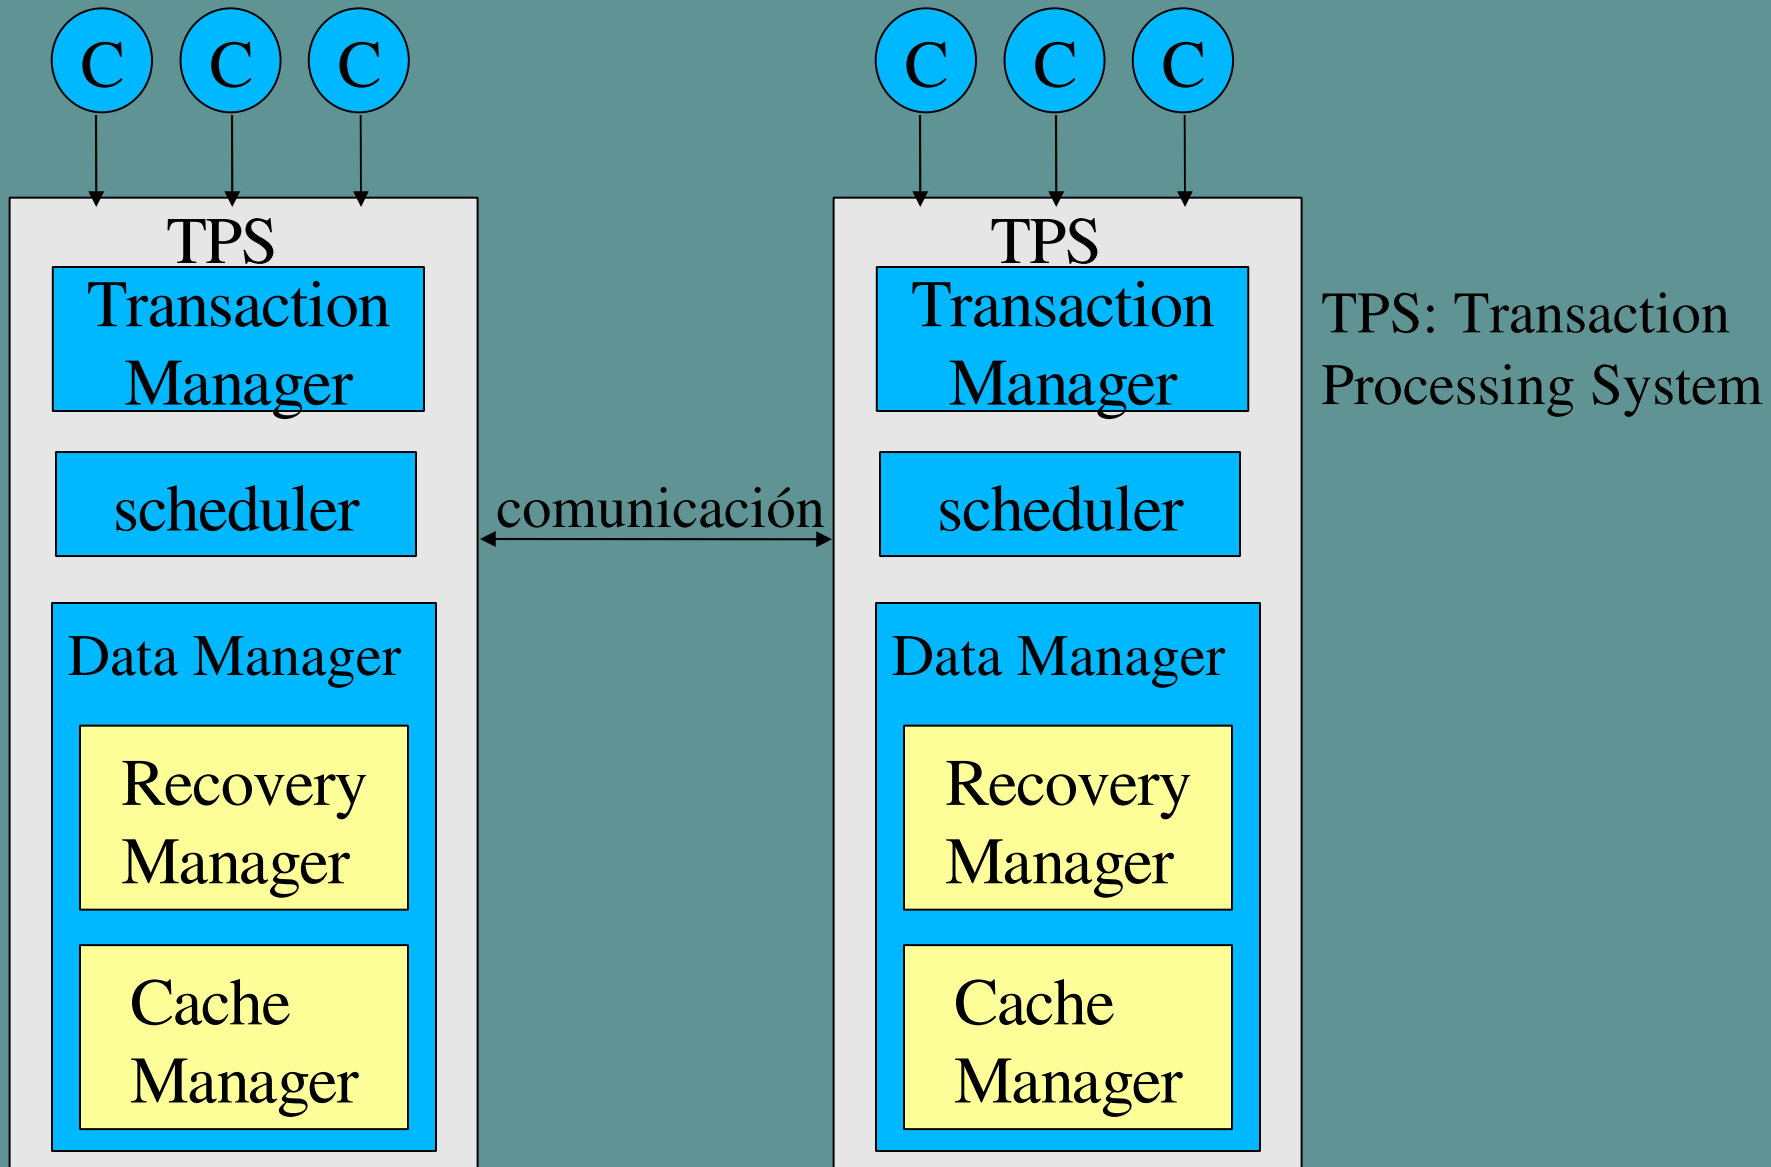 C C C
TPS
Transaction
Manager
scheduler
Data Manager
Recovery
Manager
Cache
Manager
comunicación
C C C
TPS
Transaction
Manager
scheduler
Data Manager
Recovery
Manager
Cache
Manager
TPS: Transaction
Processing System